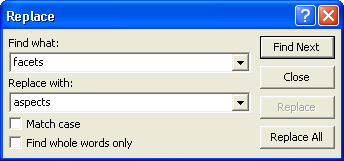 Replace
Find what:
facets
Find Next
Close
Replace with:
aspects
Replace
Match case
Find whole words only
Replace All